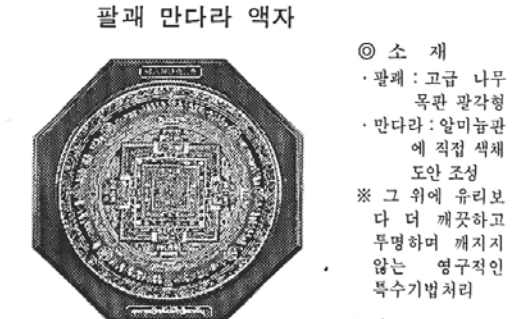 팔괘 만다라 액자
◎ 소 재
· 팔괘 : 고급 나무
목판 팔각형
· 만다라 : 알미늄판
에 직접 색채
도안 조성
※ 그 위에 유리보
다 더 깨끗하고
투명하며 깨지지
않는 영구적인
특수기법처리